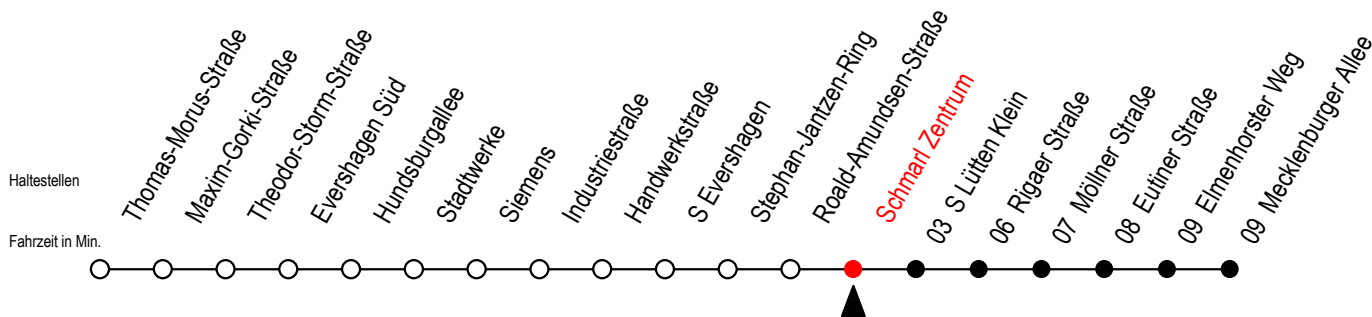 Haltestellen
Fahrzeit in Min.
Thomas-Morus-Straße
Maxim-Gorki-Straße
Theodor-Storm-Straße
Evershagen Süd
Hundsburgallee
Stadtwerke
Siemens
Industriestraße
Handwerkstraße
S Evershagen
Stephan-Jantzen-Ring
Roald-Amundsen-Straße
Schmarl Zentrum
03 S Lütten Klein
06 Rigaer Straße
07 Möllner Straße
08 Eutiner Straße
09 Elmenhorster Weg
09 Mecklenburger Allee